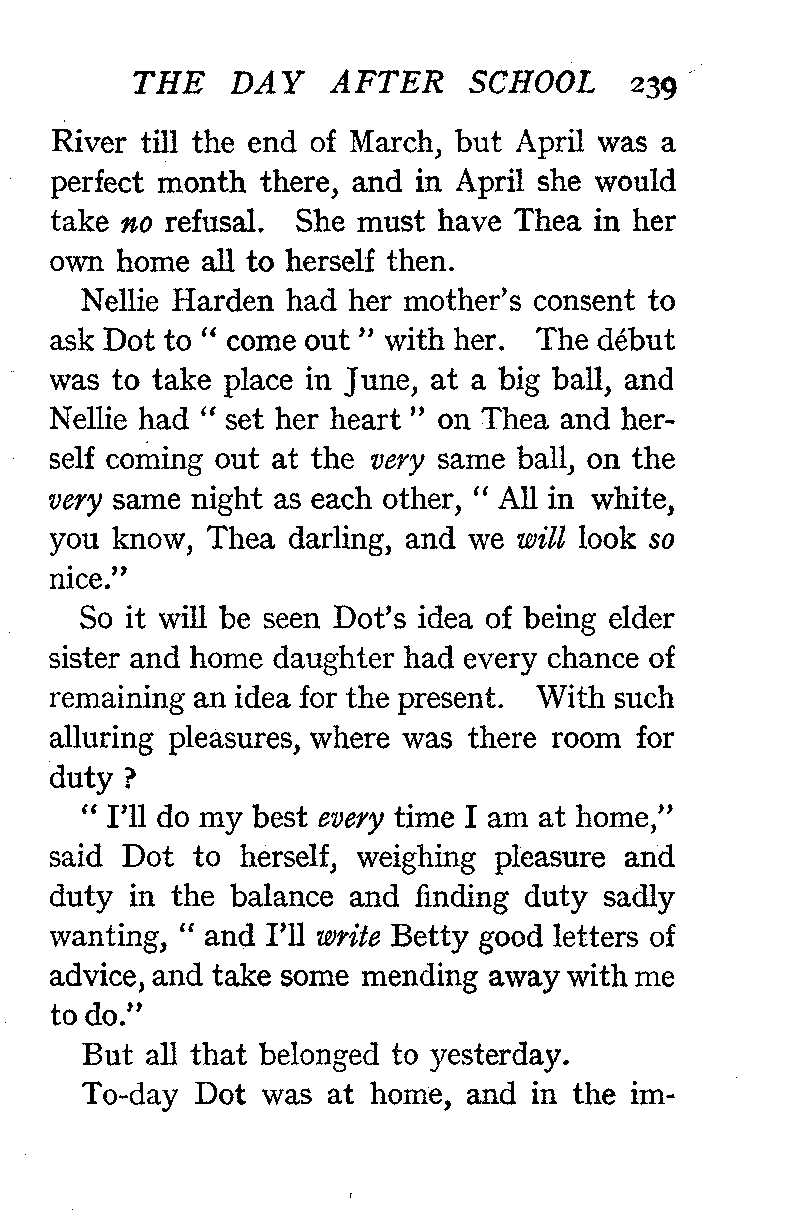 THE DAY AFTER SCHOOL 239
River till the end of March, but April was a
perfect month there, and in April she would
take no refusal. She must have Thea in her
own home all to herself then.
Nellie Harden had her mother's consent to
ask Dot to " come out " with her. The début
was to take place in June, at a big ball, and
Nellie had " set her heart " on Thea and her-
self coming out at the very same ball, on the
very same night as each other, " All in white,
you know, Thea darling, and we will look so
nice."
So it will be seen Dot's idea of being elder
sister and home daughter had every chance of
remaining an idea for the present. With such
alluring pleasures, where was there room for
duty ?
" I'll do my best every time I am at home,"
said Dot to herself, weighing pleasure and
duty in the balance and finding duty sadly
wanting, " and I'll write Betty good letters of
advice, and take some mending away with me
to do."
But all that belonged to yesterday.
To-day Dot was at home, and in the im-